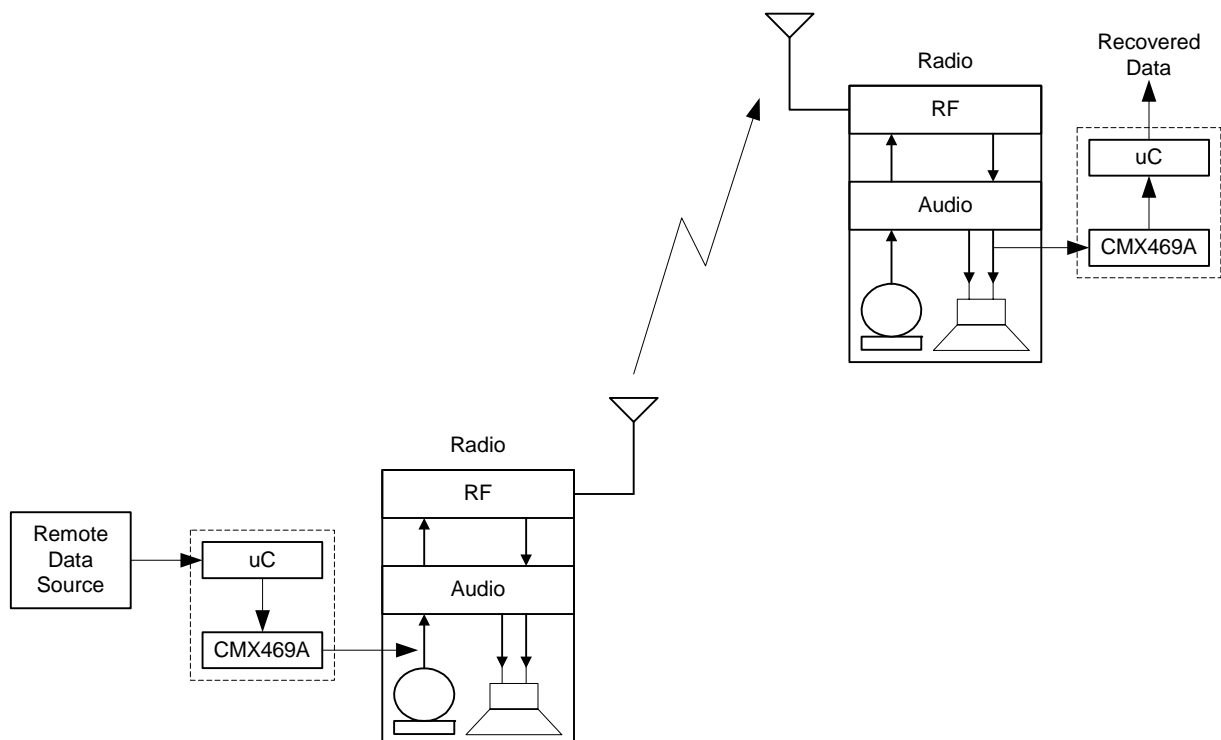 Radio
RF
Audio
Recovered
Data
uC
CMX469A
Radio
RF
Audio
Remote
Data
Source
uC
CMX469A